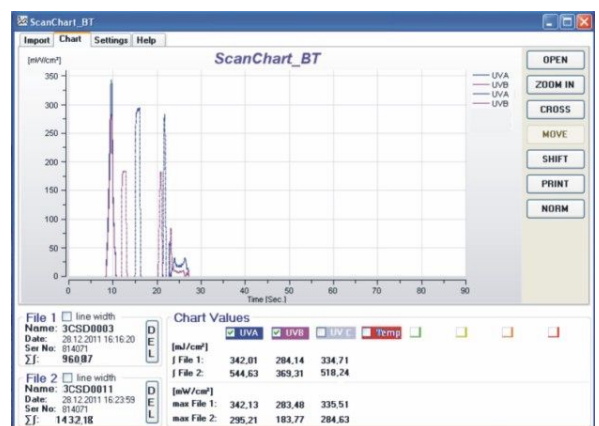 ScanChart_BT
Import Chart Settings Help
[mW/cm²] ScanChart_BT
UVA
UVB
UVA
UVB
OPEN
ZOOM IN
CROSS
MOVE
SHIFT
PRINT
NORM
350
300
250
200
150
100
50
0
0 10 20 30 40 50 60 70 80 90
Time [Sec.]
File 1 line width
Name: 3CSD0003
Date: 28.12.2011 16:16:20
Ser No: 814071
∑∫: 960,87
DEL
File 2 line width
Name: 3CSD0011
Date: 28.12.2011 16:23:59
Ser No: 814071
∑∫: 1432,18
DEL
Chart Values
UVA UVB UV C Temp
[mJ/cm²]
∫ File 1: 342,01 284,14 334,71
∫ File 2: 544,63 369,31 518,24
[mW/cm²]
max File 1: 342,13 283,48 335,51
max File 2: 295,21 183,77 284,63